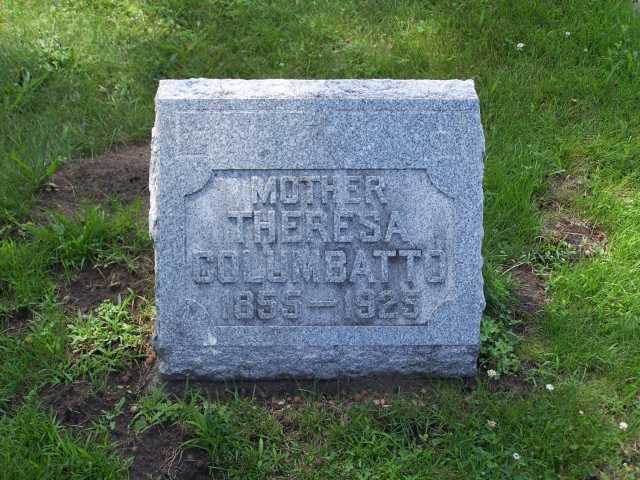 MOTHER
THERESA
COLUMBATTO
1855—1925